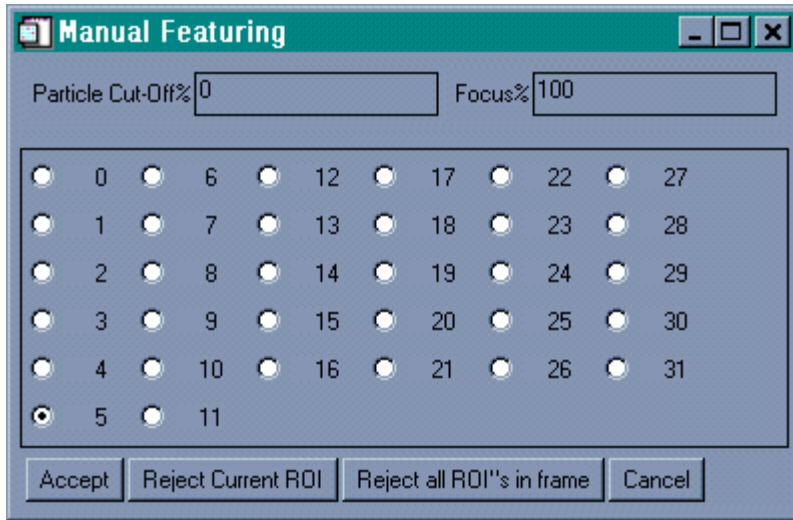 Manual Featuring
Particle Cut-Off% 0 Focus% 100
0 6 12 17 22 27
1 7 13 18 23 28
2 8 14 19 24 29
3 9 15 20 25 30
4 10 16 21 26 31
5 11
Accept Reject Current ROI Reject all ROI"s in frame Cancel